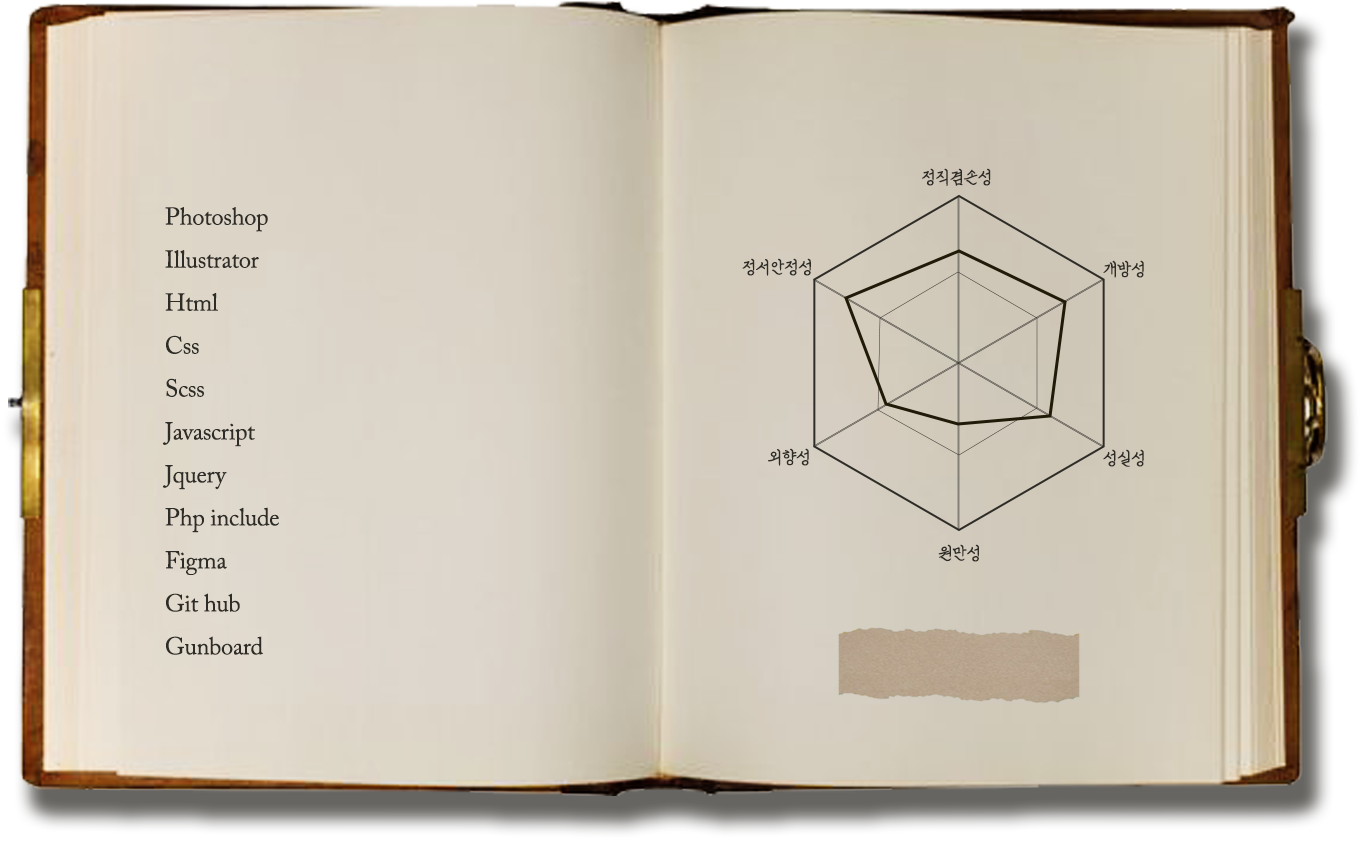 Photoshop
Illustrator
Html
Css
Scss
Javascript
Jquery
Php include
Figma
Git hub
Gunboard
정직겸손성
정서안정성
개방성
외향성
성실성
원만성